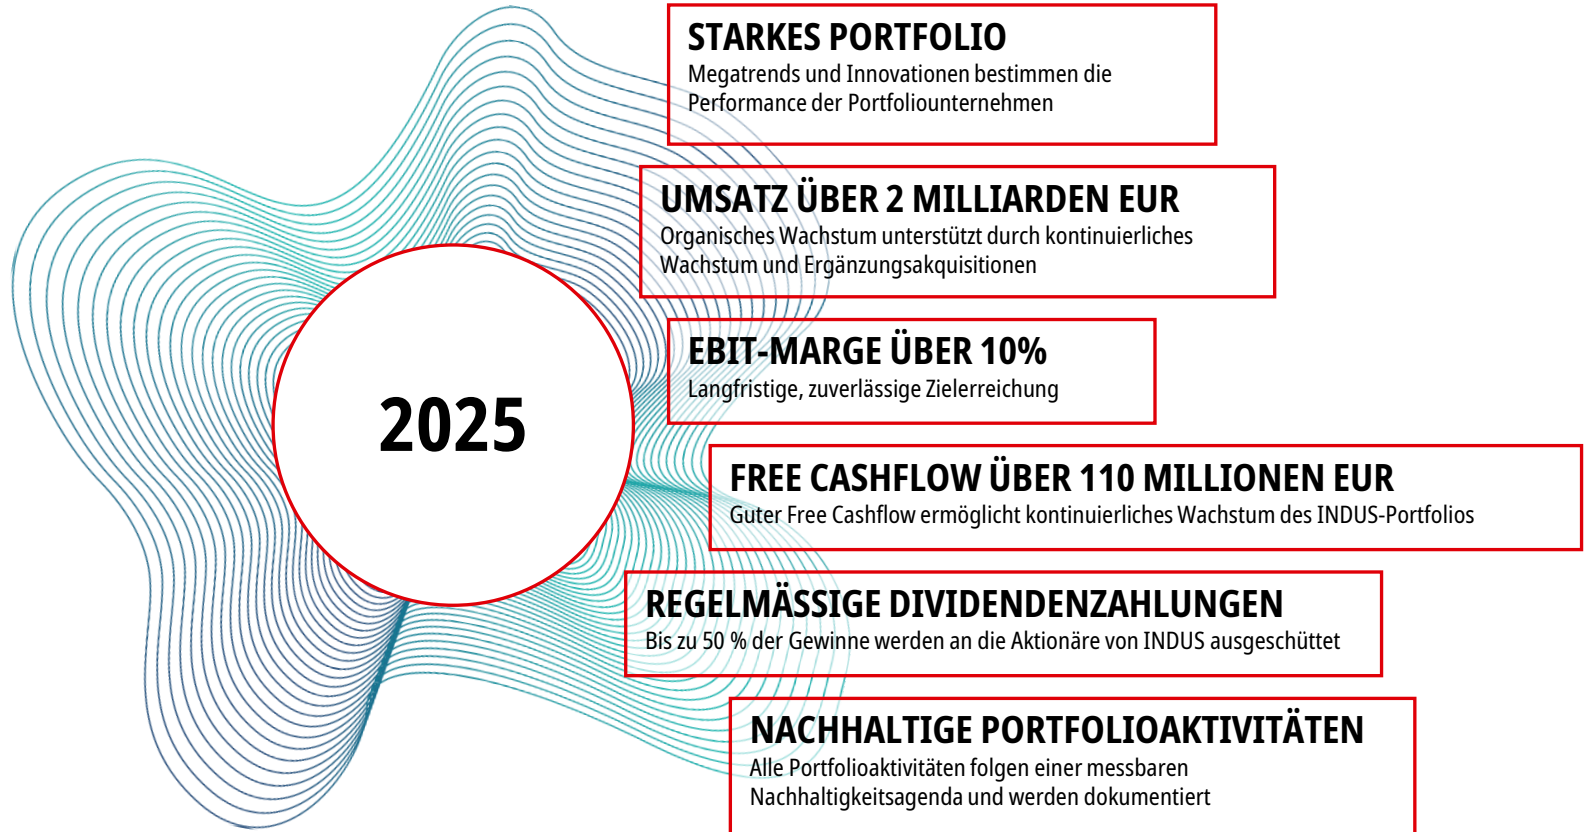 STARKES PORTFOLIO
Megatrends und Innovationen bestimmen die
Performance der Portfoliounternehmen
UMSATZ ÜBER 2 MILLIARDEN EUR
Organisches Wachstum unterstützt durch kontinuierliches
Wachstum und Ergänzungsakquisitionen
EBIT-MARGE ÜBER 10%
Langfristige, zuverlässige Zielerreichung
2025
FREE CASHFLOW ÜBER 110 MILLIONEN EUR
Guter Free Cashflow ermöglicht kontinuierliches Wachstum des INDUS-Portfolios
REGELMÄSSIGE DIVIDENDENZAHLUNGEN
Bis zu 50 % der Gewinne werden an die Aktionäre von INDUS ausgeschüttet
NACHHALTIGE PORTFOLIOAKTIVITÄTEN
Alle Portfolioaktivitäten folgen einer messbaren
Nachhaltigkeitsagenda und werden dokumentiert